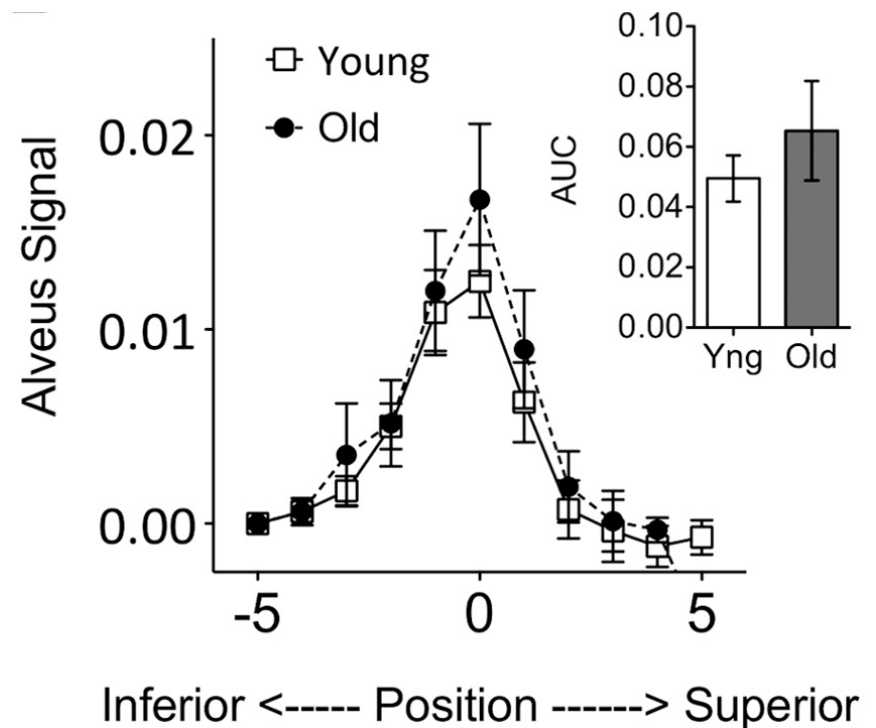 Young
Old
Alveus Signal
0.02
0.01
0.00
-5 0 5
Inferior <----- Position ------> Superior
AUC
0.10
0.08
0.06
0.04
0.02
0.00
Yng Old